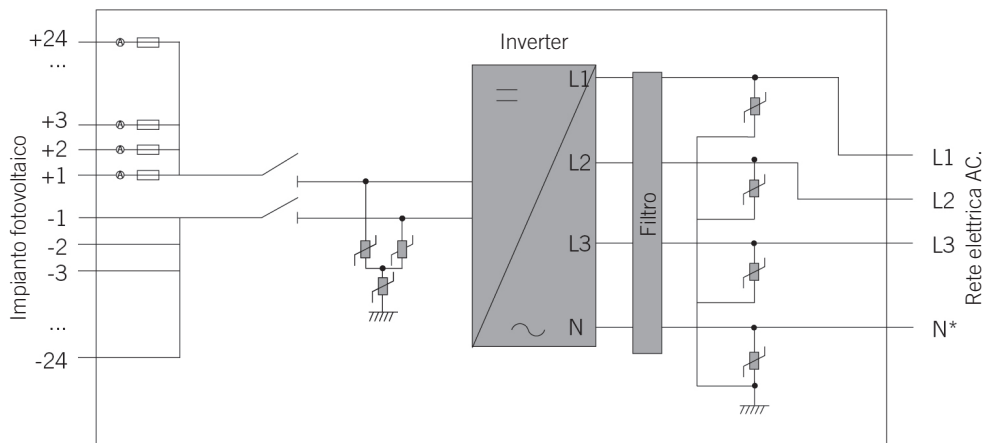 Impianto fotovoltaico
+24
...
+3
+2
+1
-1
-2
-3
...
-24
Inverter
L1
L2
L3
N
Filtro
L1
L2
L3
N*
Rete elettrica AC.